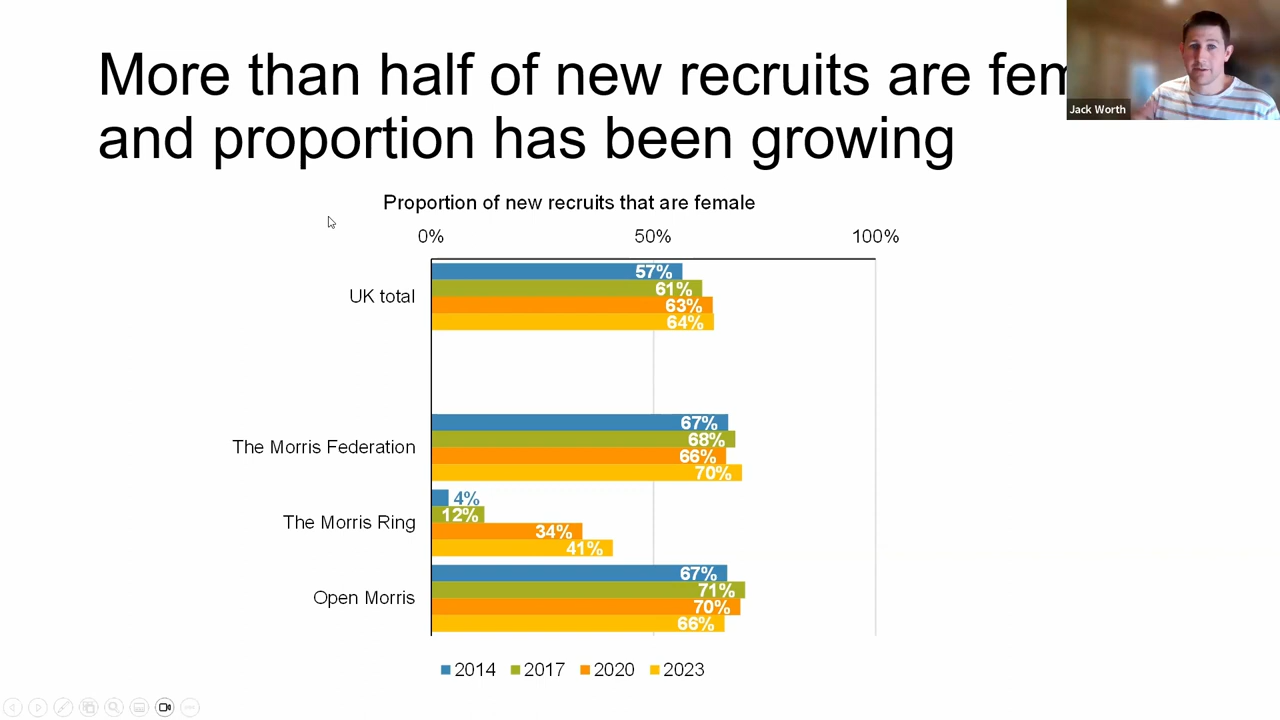 More than half of new recruits are
and proportion has been growing
Jack Worth
Proportion of new recruits that are female
0% 50% 100%
UK total
57%
61%
63%
64%
The Morris Federation
67%
68%
66%
70%
The Morris Ring
4%
12%
34%
41%
Open Morris
67%
71%
70%
66%
2014 2017 2020 2023